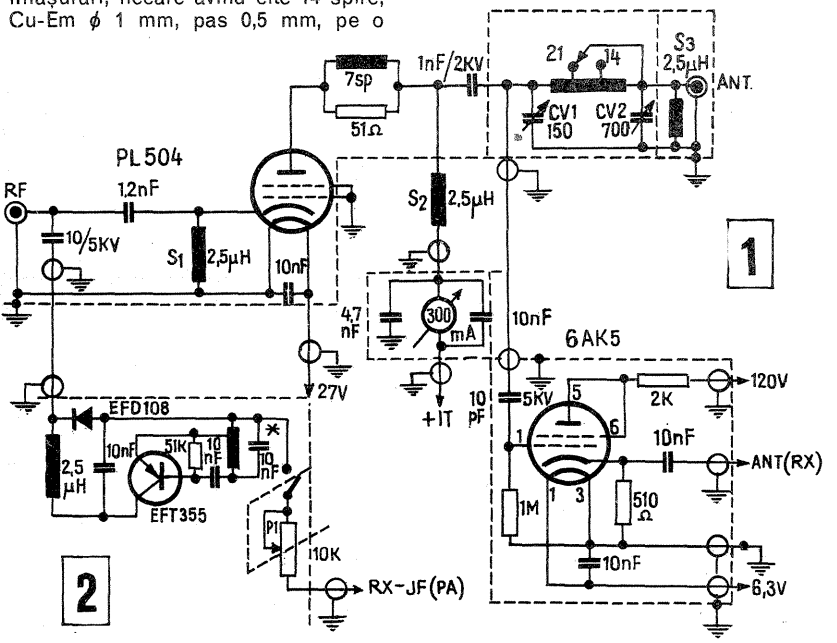 înfășurări, fiecare având cîte 14 spire,
Cu-Em ϕ 1 mm, pas 0,5 mm, pe o
1nF/2KV
21
14
S3
2,5μH
ANT.
7sp
51Ω
CV1
150
CV2
700
PL504
RF
1,2nF
10/5KV
S1
2,5μH
10nF
S2
2,5μH
1
4,7
nF
300
mA
10nF
6AK5
27V
+IT
10
pF
5KV
5
6
2K
120V
1
10nF
ANT(RX)
1M
1
3
510
Ω
10nF
6,3V
EFD108
2,5
μH
10nF
51K
10
nF
*
10
nF
EFT355
P1
10K
RX-JF(PA)
2